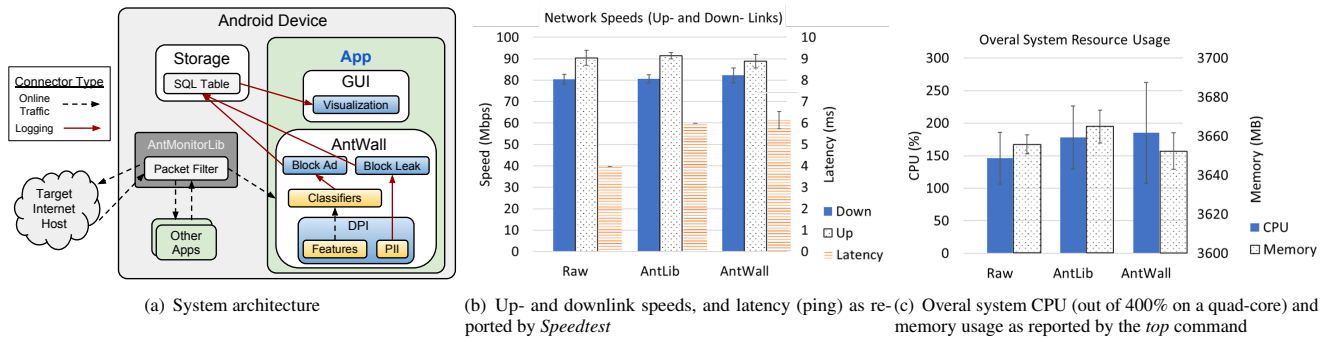 Android Device
Connector Type
Online
Traffic
Logging
Storage
SQL Table
App
GUI
Visualization
AntMonitorLib
Packet Filter
AntWall
Block Ad
Block Leak
Classifiers
DPI
Features
PII
Target
Internet
Host
Other
Apps
(a) System architecture
Network Speeds (Up- and Down- Links)
Speed (Mbps)
100
90
80
70
60
50
40
30
20
10
0
Raw
AntLib
AntWall
10
9
8
7
6
5
4
3
2
1
0
Latency (ms)
Down
Up
Latency
(b) Up- and downlink speeds, and latency (ping) as re-
ported by Speedtest
Overal System Resource Usage
CPU (%)
300
250
200
150
100
50
0
Raw
AntLib
AntWall
3700
3680
3660
3640
3620
3600
Memory (MB)
CPU
Memory
(c) Overal system CPU (out of 400% on a quad-core) and
memory usage as reported by the top command